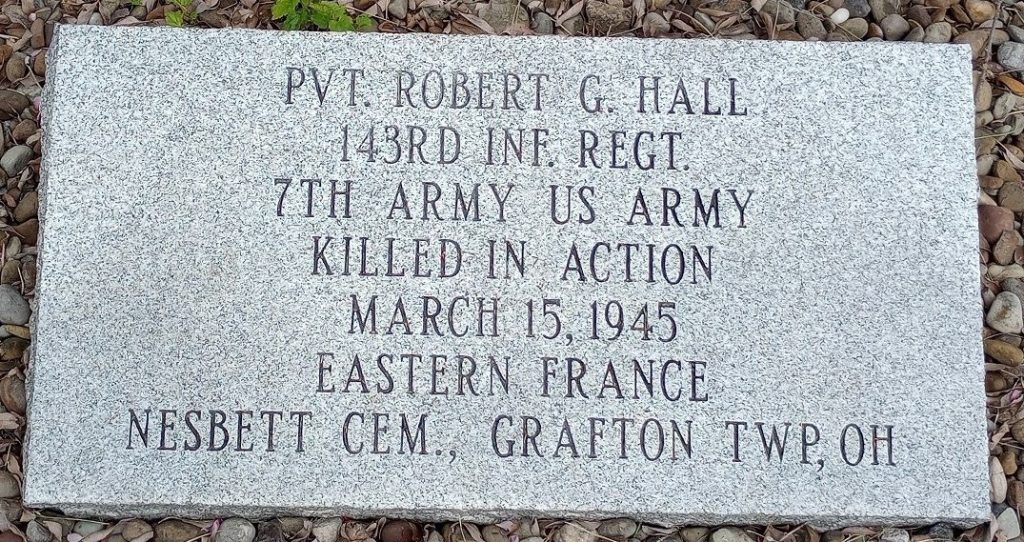 PVT. ROBERT G. HALL
143RD INF. REGT.
7TH ARMY US ARMY
KILLED IN ACTION
MARCH 15, 1945
EASTERN FRANCE
NESBETT CEM., GRAFTON TWP, OH